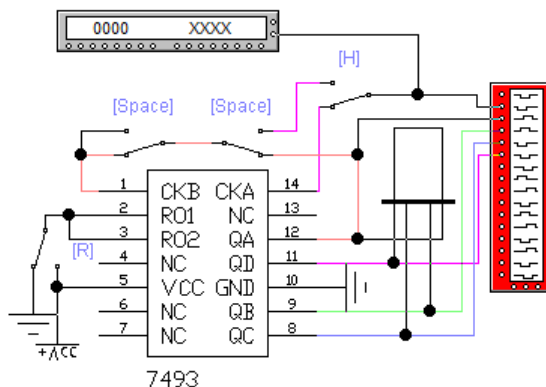 0000 XXXX
[H]
[Space] [Space]
1 CKB CKA 14
2 RO1 NC 13
3 RO2 QA 12
[R]
4 NC QD 11
5 VCC GND 10
6 NC QB 9
7 NC QC 8
+Vcc
7493